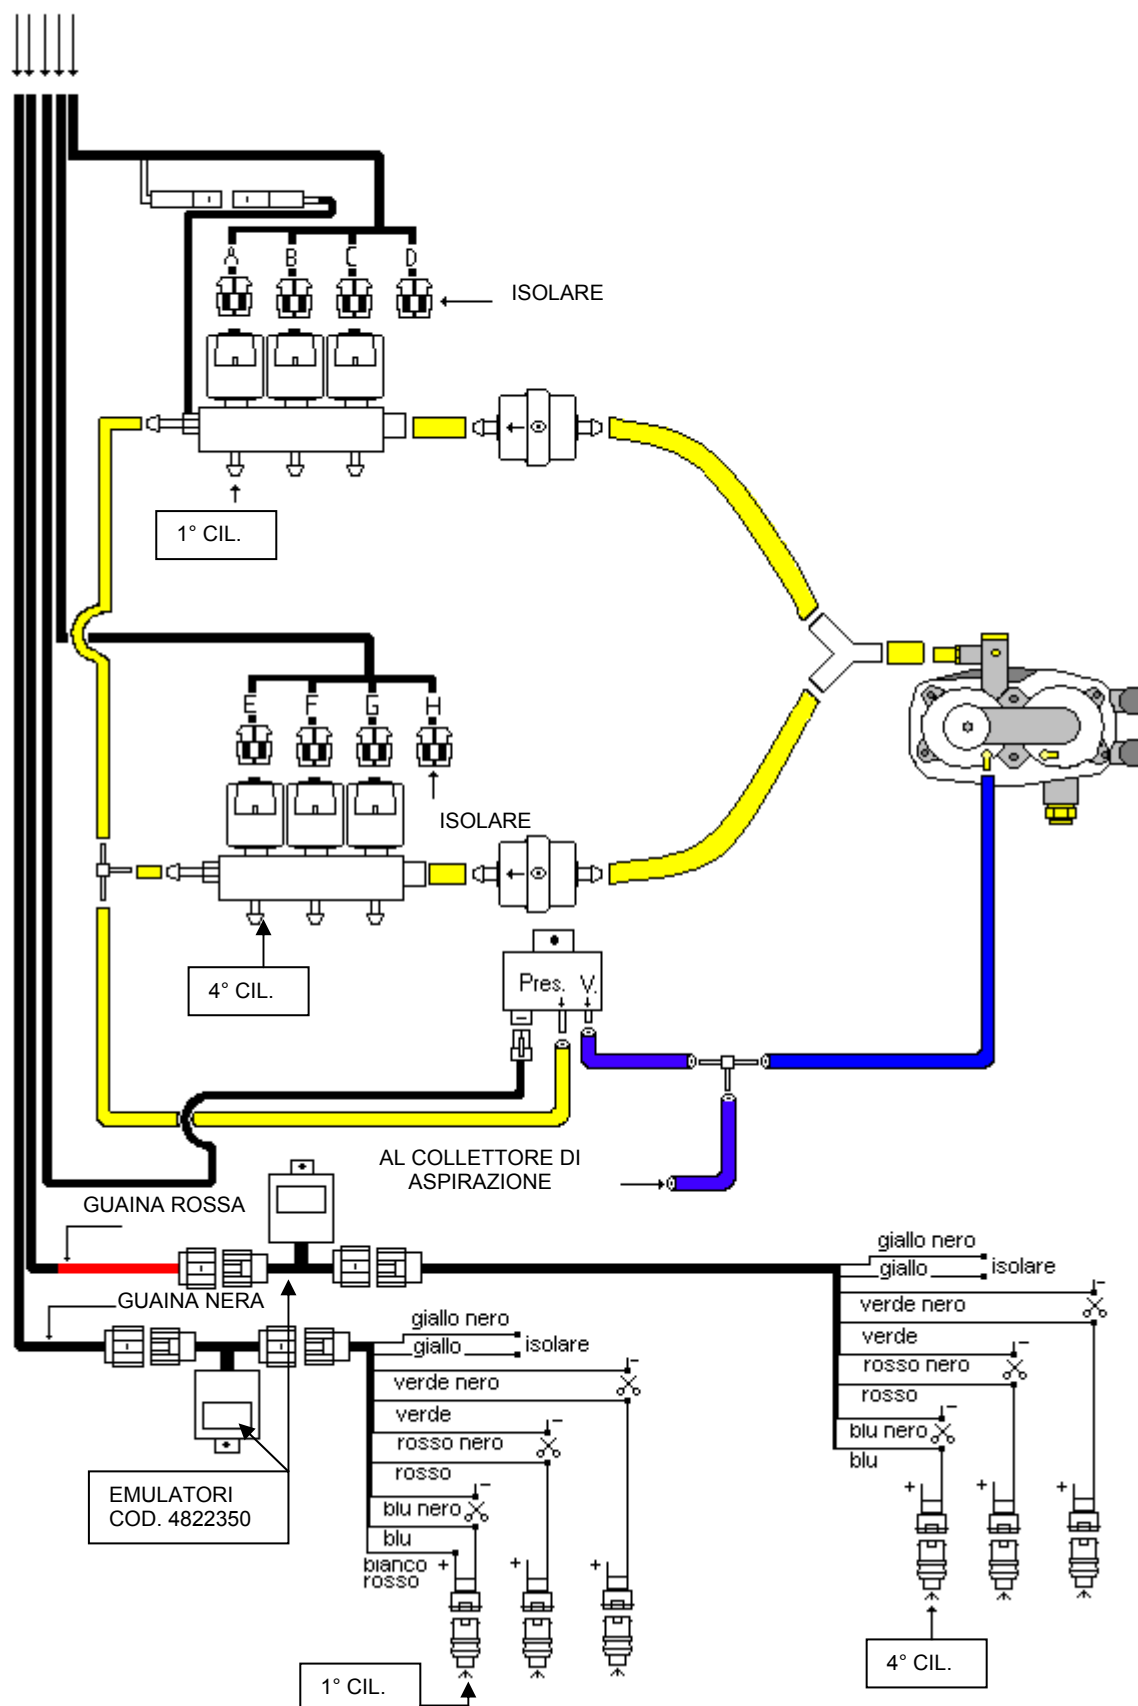 A B C D
ISOLARE
1° CIL.
E F G H
ISOLARE
4° CIL.
Pres. V.
AL COLLETTORE DI
ASPIRAZIONE
GUAINA ROSSA
GUAINA NERA
giallo nero
giallo
isolare
verde nero
verde
rosso nero
rosso
blu nero
blu
giallo nero
giallo
isolare
verde nero
verde
rosso nero
rosso
blu nero
blu
bianco
rosso
EMULATORI
COD. 4822350
1° CIL.
4° CIL.